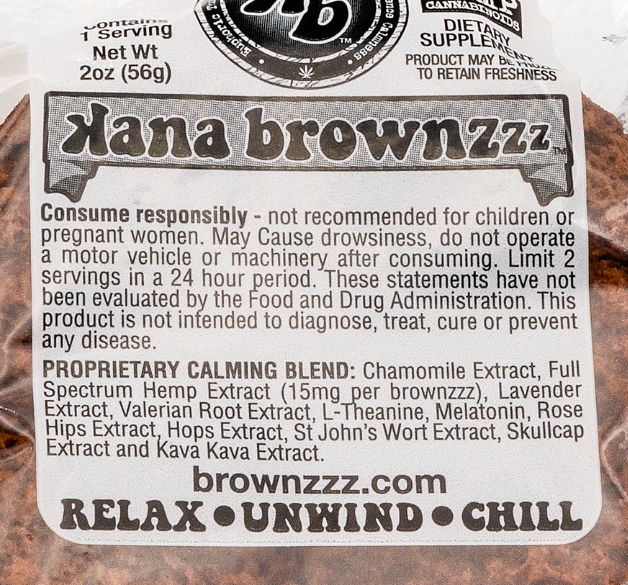 Contains
1 Serving
Net Wt
2oz (56g)
CANNABINOIDS
DIETARY
SUPPLEMENT
PRODUCT MAY BE
TO RETAIN FRESHNESS
Kana brownzzz™
Consume responsibly - not recommended for children or
pregnant women. May Cause drowsiness, do not operate
a motor vehicle or machinery after consuming. Limit 2
servings in a 24 hour period. These statements have not
been evaluated by the Food and Drug Administration. This
product is not intended to diagnose, treat, cure or prevent
any disease.
PROPRIETARY CALMING BLEND: Chamomile Extract, Full
Spectrum Hemp Extract (15mg per brownzzz), Lavender
Extract, Valerian Root Extract, L-Theanine, Melatonin, Rose
Hips Extract, Hops Extract, St John's Wort Extract, Skullcap
Extract and Kava Kava Extract.
brownzzz.com
RELAX • UNWIND • CHILL